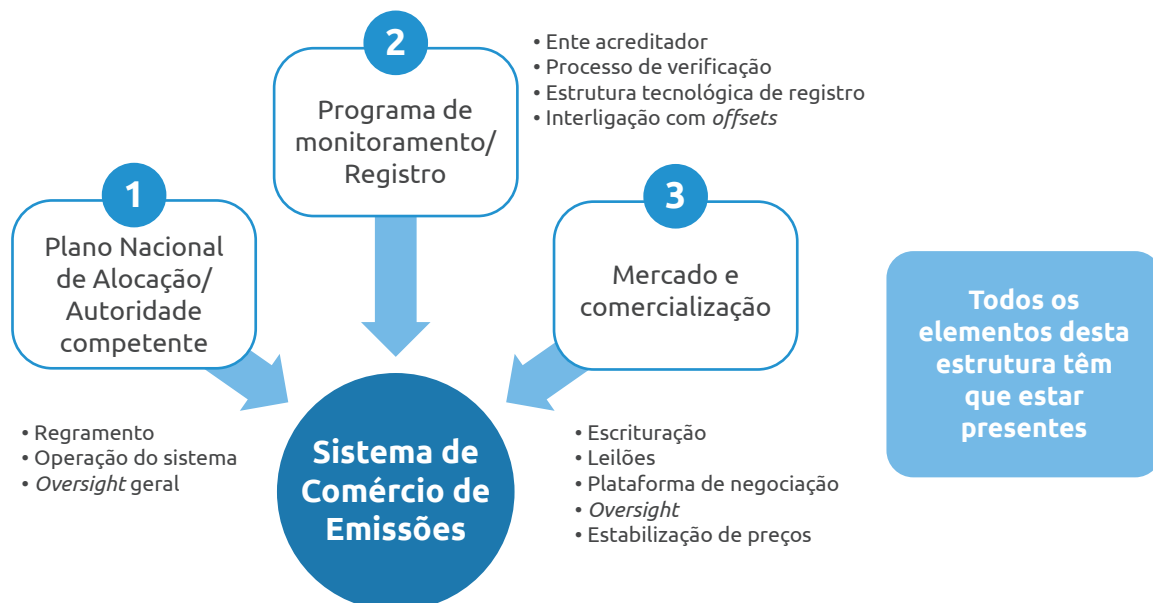 1
Plano Nacional
de Alocação/
Autoridade
competente
• Regramento
• Operação do sistema
• Oversight geral
2
Programa de
monitoramento/
Registro
• Ente acreditador
• Processo de verificação
• Estrutura tecnológica de registro
• Interligação com offsets
3
Mercado e
comercialização
• Escrituração
• Leilões
• Plataforma de negociação
• Oversight
• Estabilização de preços
Sistema de
Comércio de
Emissões
Todos os
elementos desta
estrutura têm
que estar
presentes